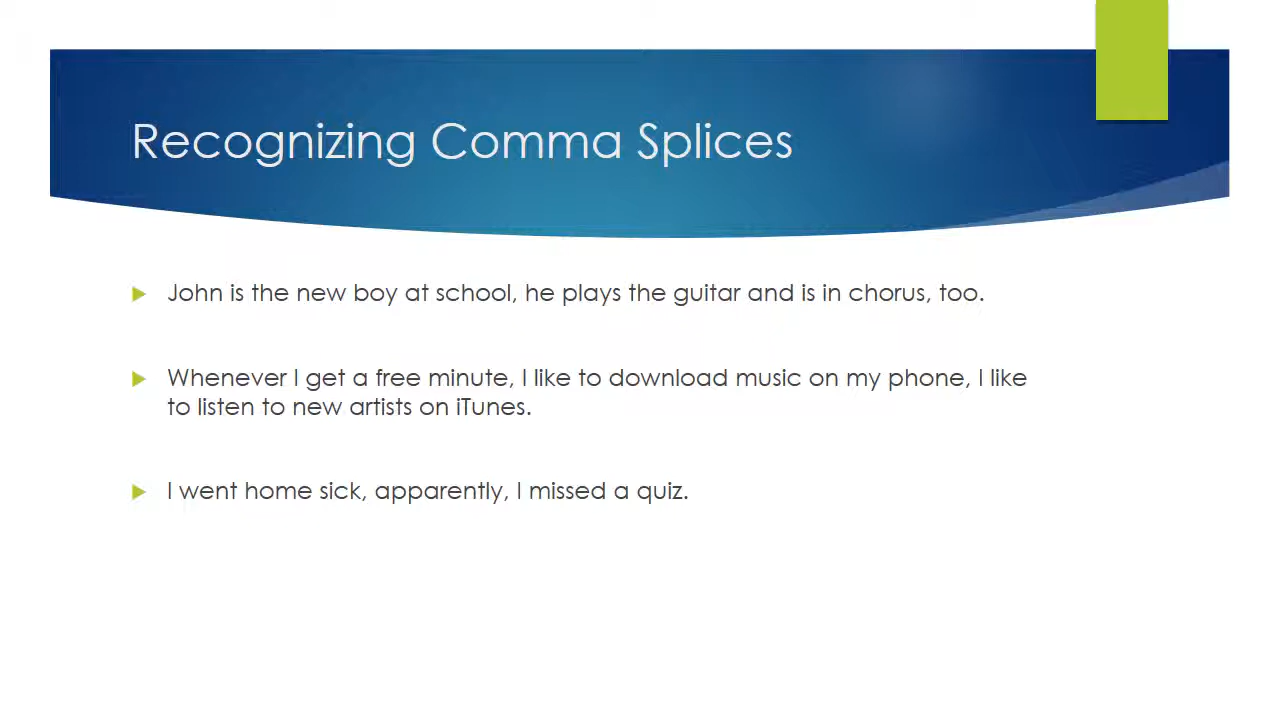 Recognizing Comma Splices
John is the new boy at school, he plays the guitar and is in chorus, too.
Whenever I get a free minute, I like to download music on my phone, I like
to listen to new artists on iTunes.
I went home sick, apparently, I missed a quiz.